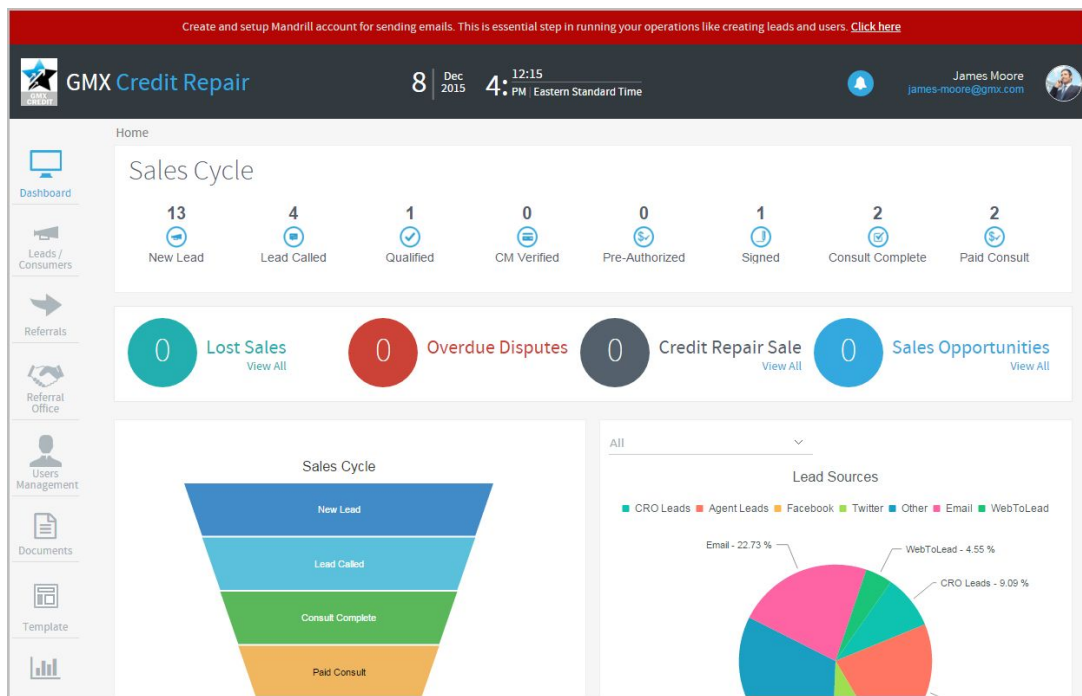 Create and setup Mandrill account for sending emails. This is essential step in running your operations like creating leads and users. Click here
GMX CREDIT
GMX Credit Repair
8 Dec 2015
4: 12:15 PM Eastern Standard Time
James Moore
james-moore@gmx.com
Home
Dashboard
Leads / Consumers
Referrals
Referral Office
Users Management
Documents
Template
Sales Cycle
13 4 1 0 0 1 2 2
New Lead Lead Called Qualified CM Verified Pre-Authorized Signed Consult Complete Paid Consult
0 Lost Sales
View All
0 Overdue Disputes
0 Credit Repair Sale
View All
0 Sales Opportunities
View All
Sales Cycle
New Lead
Lead Called
Consult Complete
Paid Consult
All
Lead Sources
CRO Leads Agent Leads Facebook Twitter Other Email WebToLead
Email - 22.73 %
WebToLead - 4.55 %
CRO Leads - 9.09 %